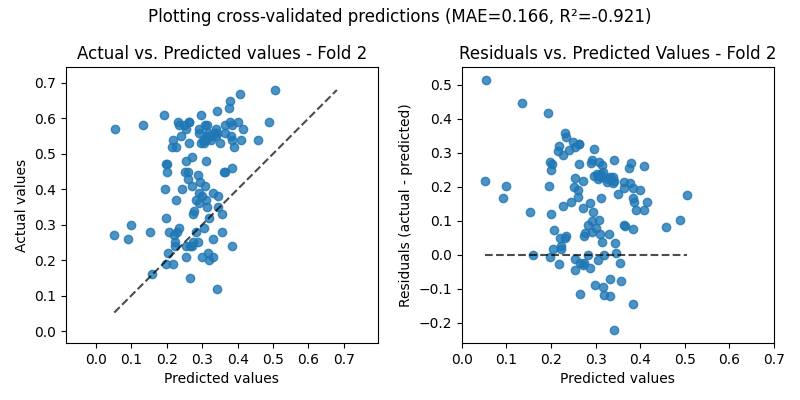 Plotting cross-validated predictions (MAE=0.166, R²=-0.921)
Actual vs. Predicted values - Fold 2
Actual values
0.7
0.6
0.5
0.4
0.3
0.2
0.1
0.0
0.0 0.1 0.2 0.3 0.4 0.5 0.6 0.7
Predicted values
Residuals vs. Predicted Values - Fold 2
Residuals (actual - predicted)
0.5
0.4
0.3
0.2
0.1
0.0
−0.1
−0.2
0.0 0.1 0.2 0.3 0.4 0.5 0.6 0.7
Predicted values